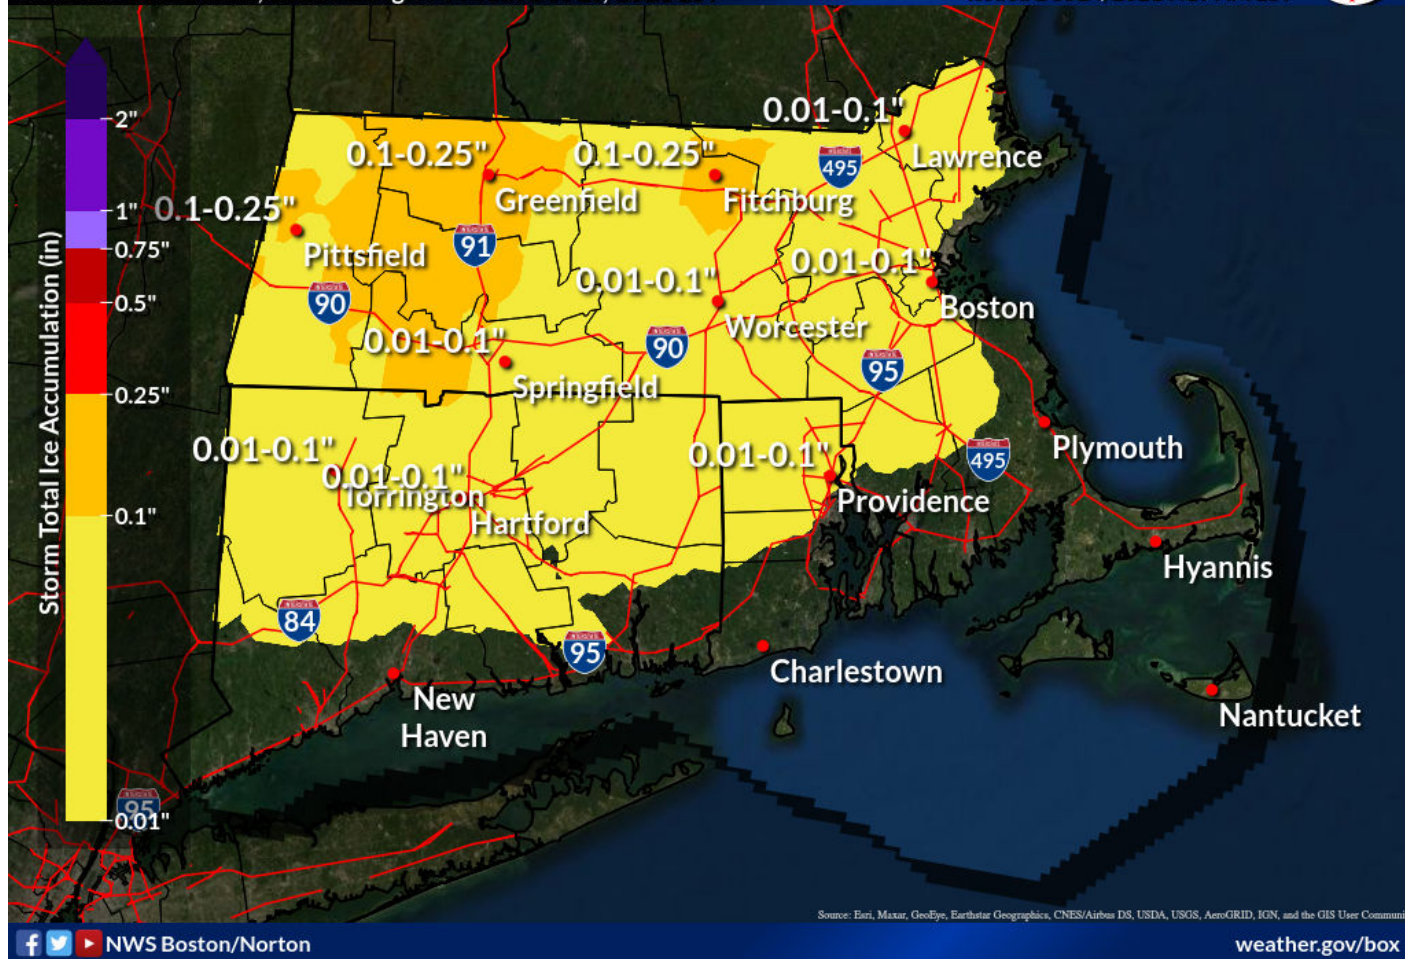 2"
1"
0.75"
0.5"
0.25"
0.1"
0.01"
Storm Total Ice Accumulation (in)
0.01-0.1"
Lawrence
495
0.1-0.25"
Greenfield
0.1-0.25"
Fitchburg
0.1-0.25"
Pittsfield
91
90
0.01-0.1"
Boston
0.01-0.1"
Worcester
0.01-0.1"
Springfield
90
95
0.01-0.1"
Torrington
0.01-0.1"
Hartford
0.01-0.1"
Providence
495
Plymouth
Hyannis
84
95
Charlestown
New
Haven
Nantucket
95
Source: Esri, Maxar, GeoEye, Earthstar Geographics, CNES/Airbus DS, USDA, USGS, AeroGRID, IGN, and the GIS User Communi
NWS Boston/Norton
weather.gov/box